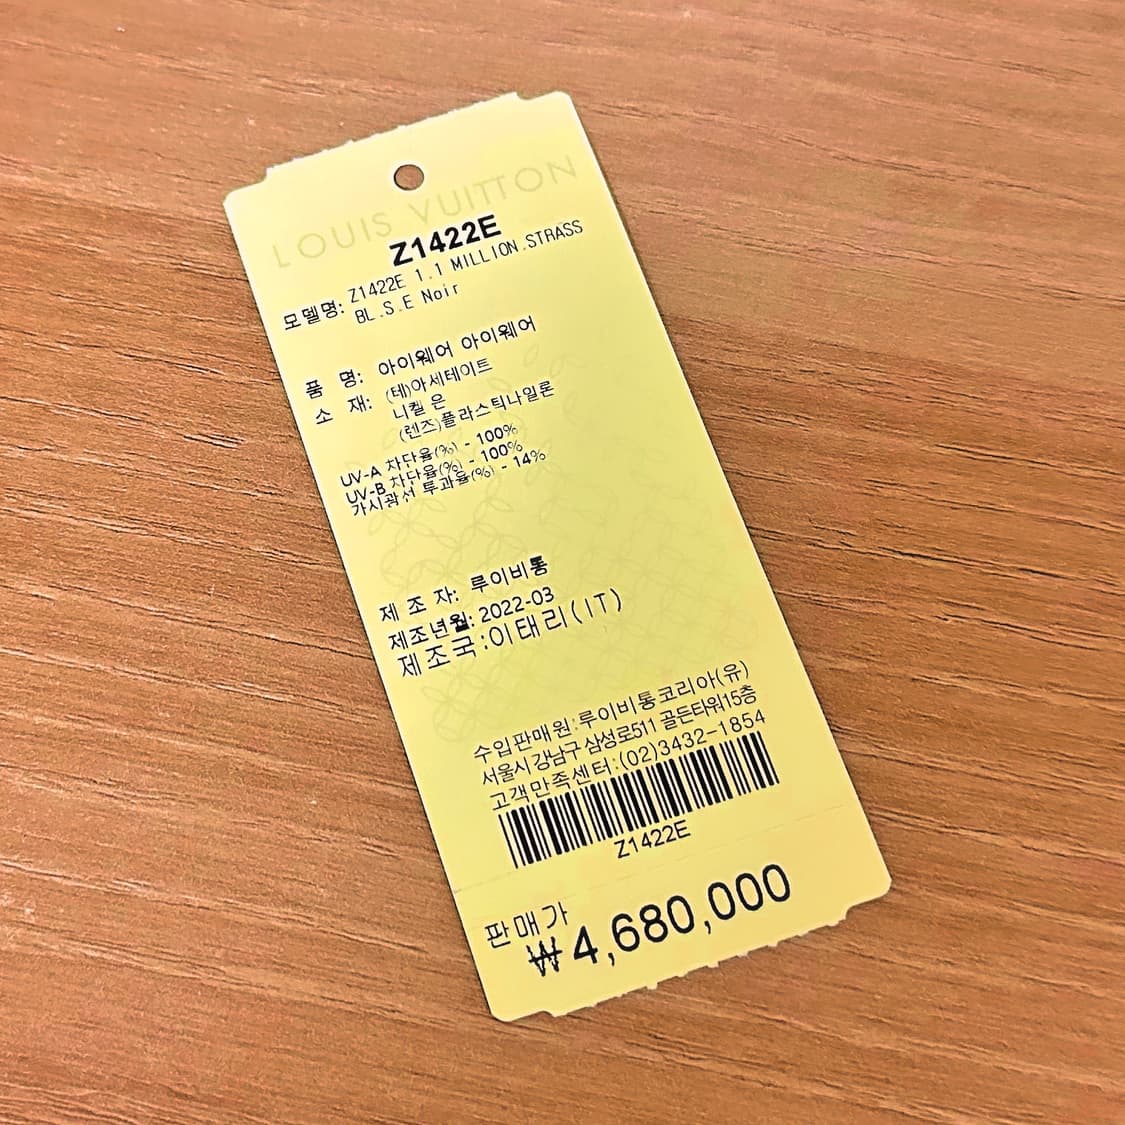 LOUIS VUITTON
Z1422E
모델명: Z1422E 1.1 MILLION.STRASS
BL.S.E Noir
품 명: 아이웨어 아이웨어
소 재: (테)아세테이트
니켈 은
(렌즈)플라스틱나일론
UV-A 차단율(%) - 100%
UV-B 차단율(%) - 100%
가시광선 투과율(%) - 14%
제 조 자: 루이비통
제조년월: 2022-03
제조국:이태리(IT)
수입판매원:루이비통코리아(유)
서울시 강남구 삼성로511 골든타워15층
고객만족센터:(02)3432-1854
Z1422E
판매가
₩4,680,000